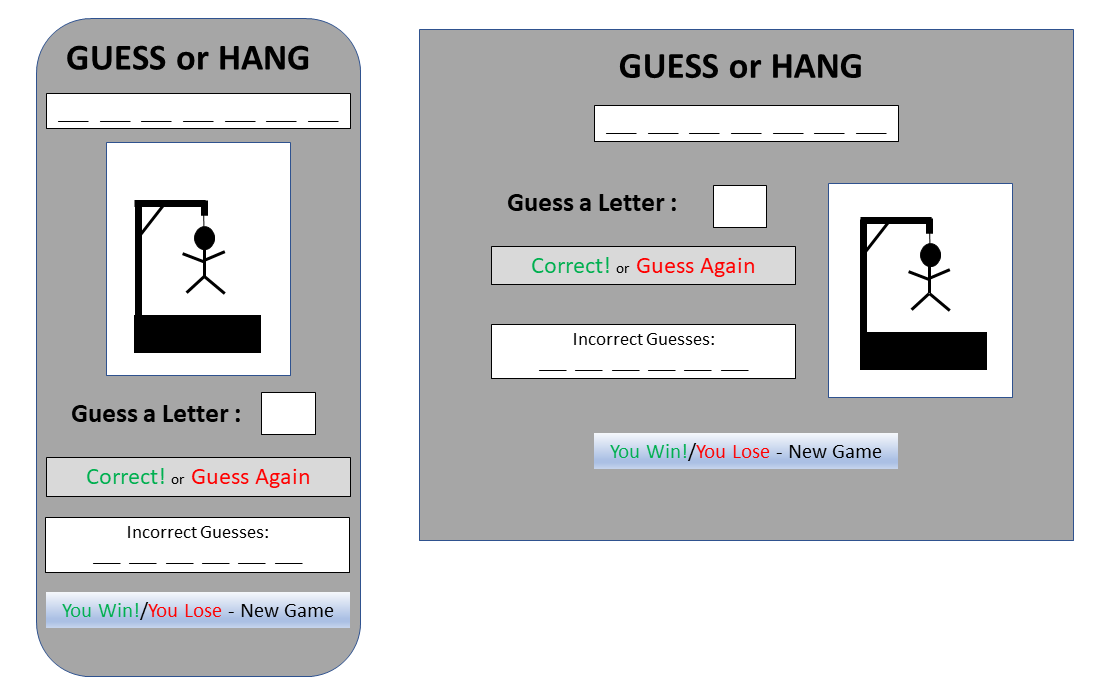 GUESS or HANG
___ ___ ___ ___ ___ ___ ___
Guess a Letter :
Correct! or Guess Again
Incorrect Guesses:
___ ___ ___ ___ ___ ___
You Win!/You Lose - New Game
GUESS or HANG
___ ___ ___ ___ ___ ___ ___
Guess a Letter :
Correct! or Guess Again
Incorrect Guesses:
___ ___ ___ ___ ___ ___
You Win!/You Lose - New Game